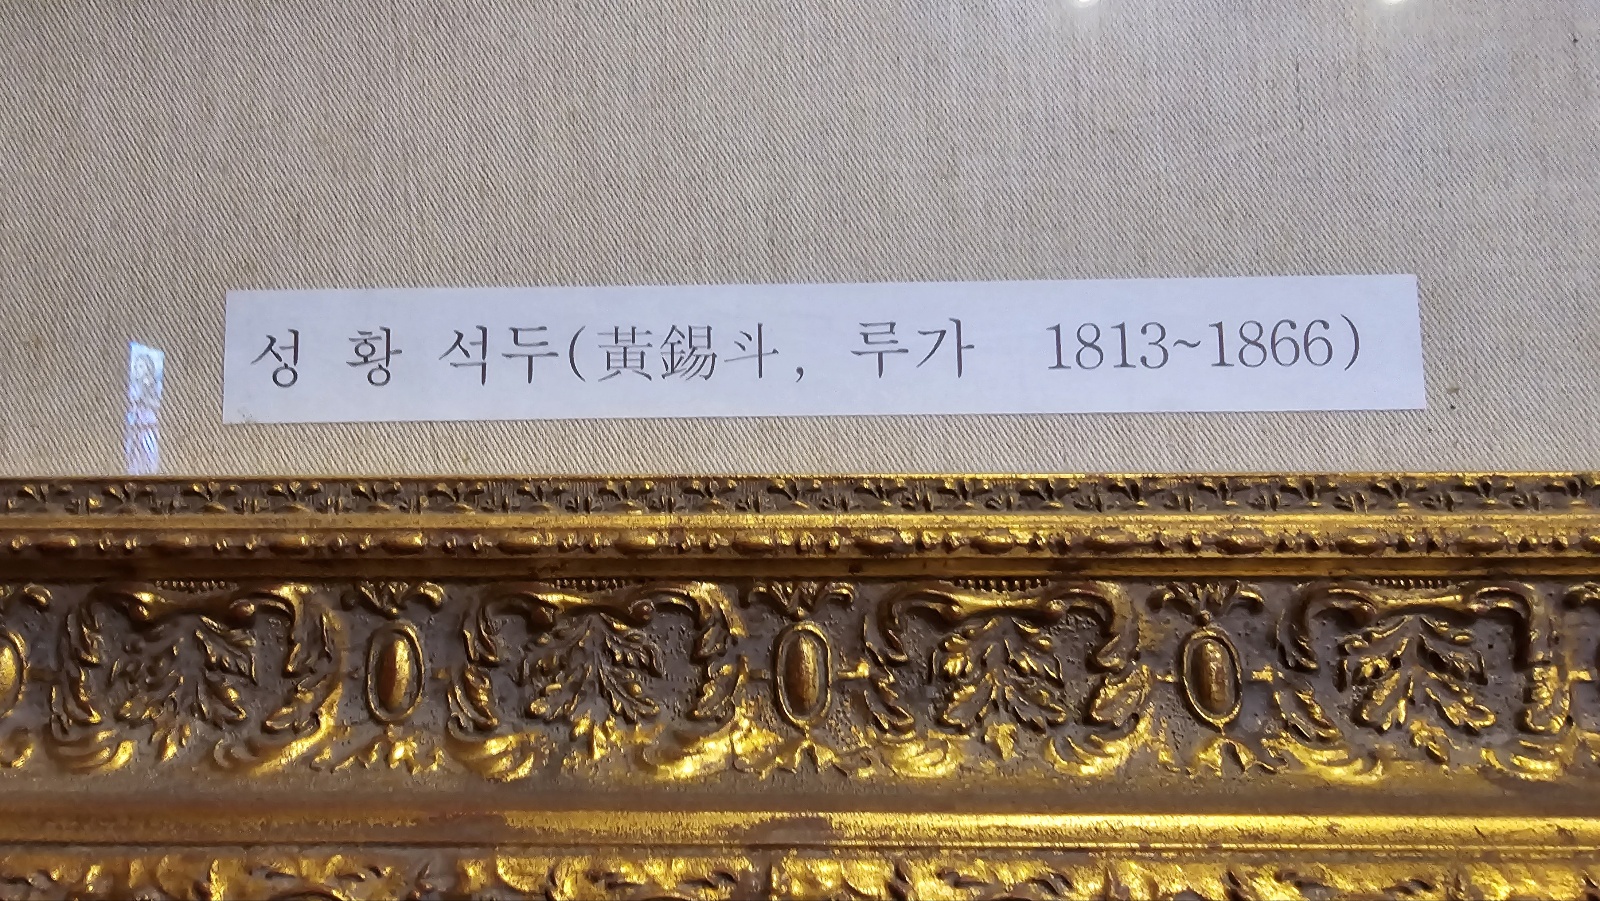 성 황 석두(黃錫斗, 루가 1813~1866)